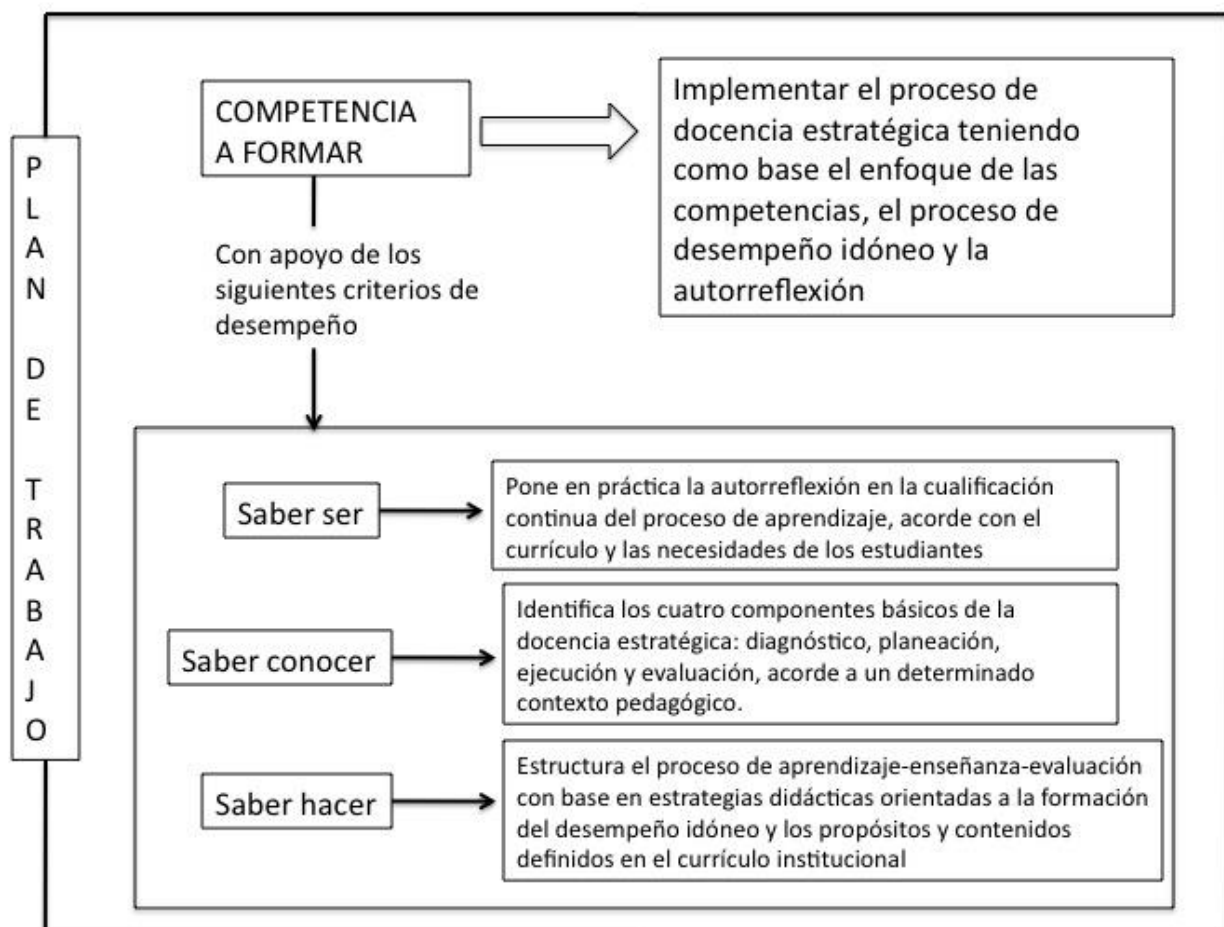 PLAN DE TRABAJO
COMPETENCIA
A FORMAR
Implementar el proceso de
docencia estratégica teniendo
como base el enfoque de las
competencias, el proceso de
desempeño idóneo y la
autorreflexión
Con apoyo de los
siguientes criterios de
desempeño
Saber ser
Pone en práctica la autorreflexión en la cualificación
continua del proceso de aprendizaje, acorde con el
currículo y las necesidades de los estudiantes
Saber conocer
Identifica los cuatro componentes básicos de la
docencia estratégica: diagnóstico, planeación,
ejecución y evaluación, acorde a un determinado
contexto pedagógico.
Saber hacer
Estructura el proceso de aprendizaje-enseñanza-evaluación
con base en estrategias didácticas orientadas a la formación
del desempeño idóneo y los propósitos y contenidos
definidos en el currículo institucional